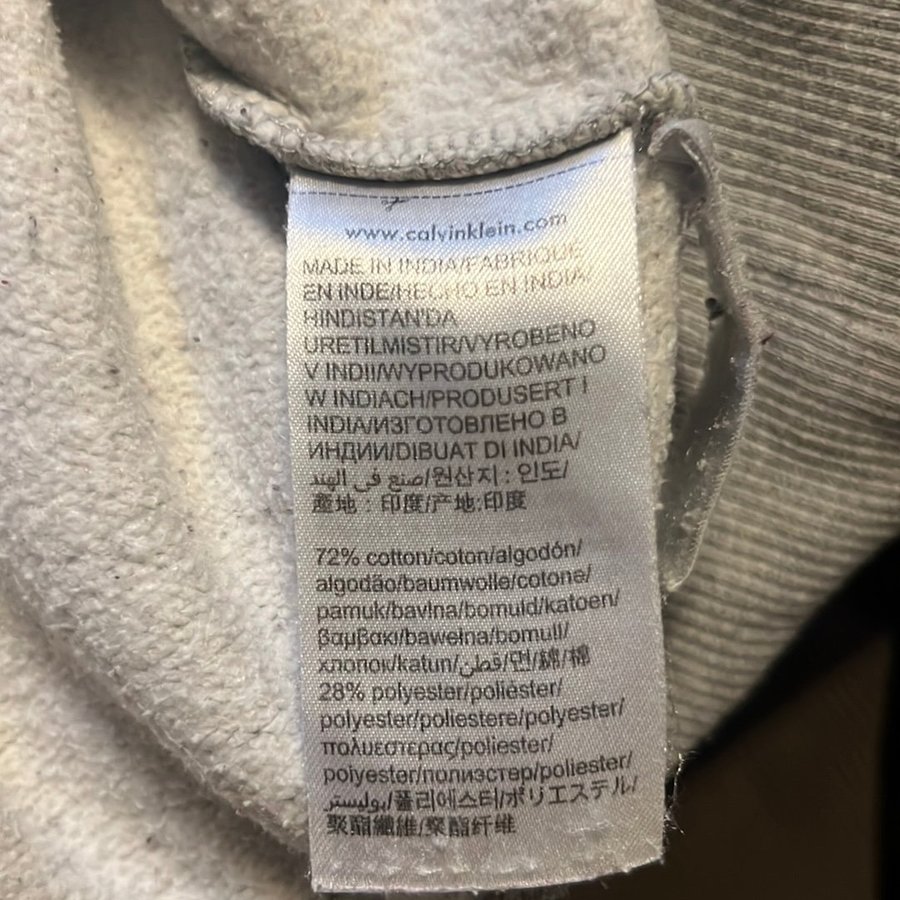 www.calvinklein.com
MADE IN INDIA/FABRIQUÉ
EN INDE/HECHO EN INDIA/
HINDISTAN'DA
URETILMISTIR/VYROBENO
V INDII/WYPRODUKOWANO
W INDIACH/PRODUSERT I
INDIA/ИЗГОТОВЛЕНО В
ИНДИИ/DIBUAT DI INDIA/
صنع في الهند/원산지 : 인도/
產地 : 印度/产地:印度
72% cotton/coton/algodón/
algodão/baumwolle/cotone/
pamuk/bavlna/bomuld/katoen/
βαμβακι/bawełna/bomull/
хлопок/katun/قطن/면/綿/棉
28% polyester/poliéster/
polyester/poliestere/polyester/
πολυεστερας/poliester/
polyester/полиэстер/poliester/
بوليستر/폴리에스터/ポリエステル/
聚酯纖維/聚酯纤维